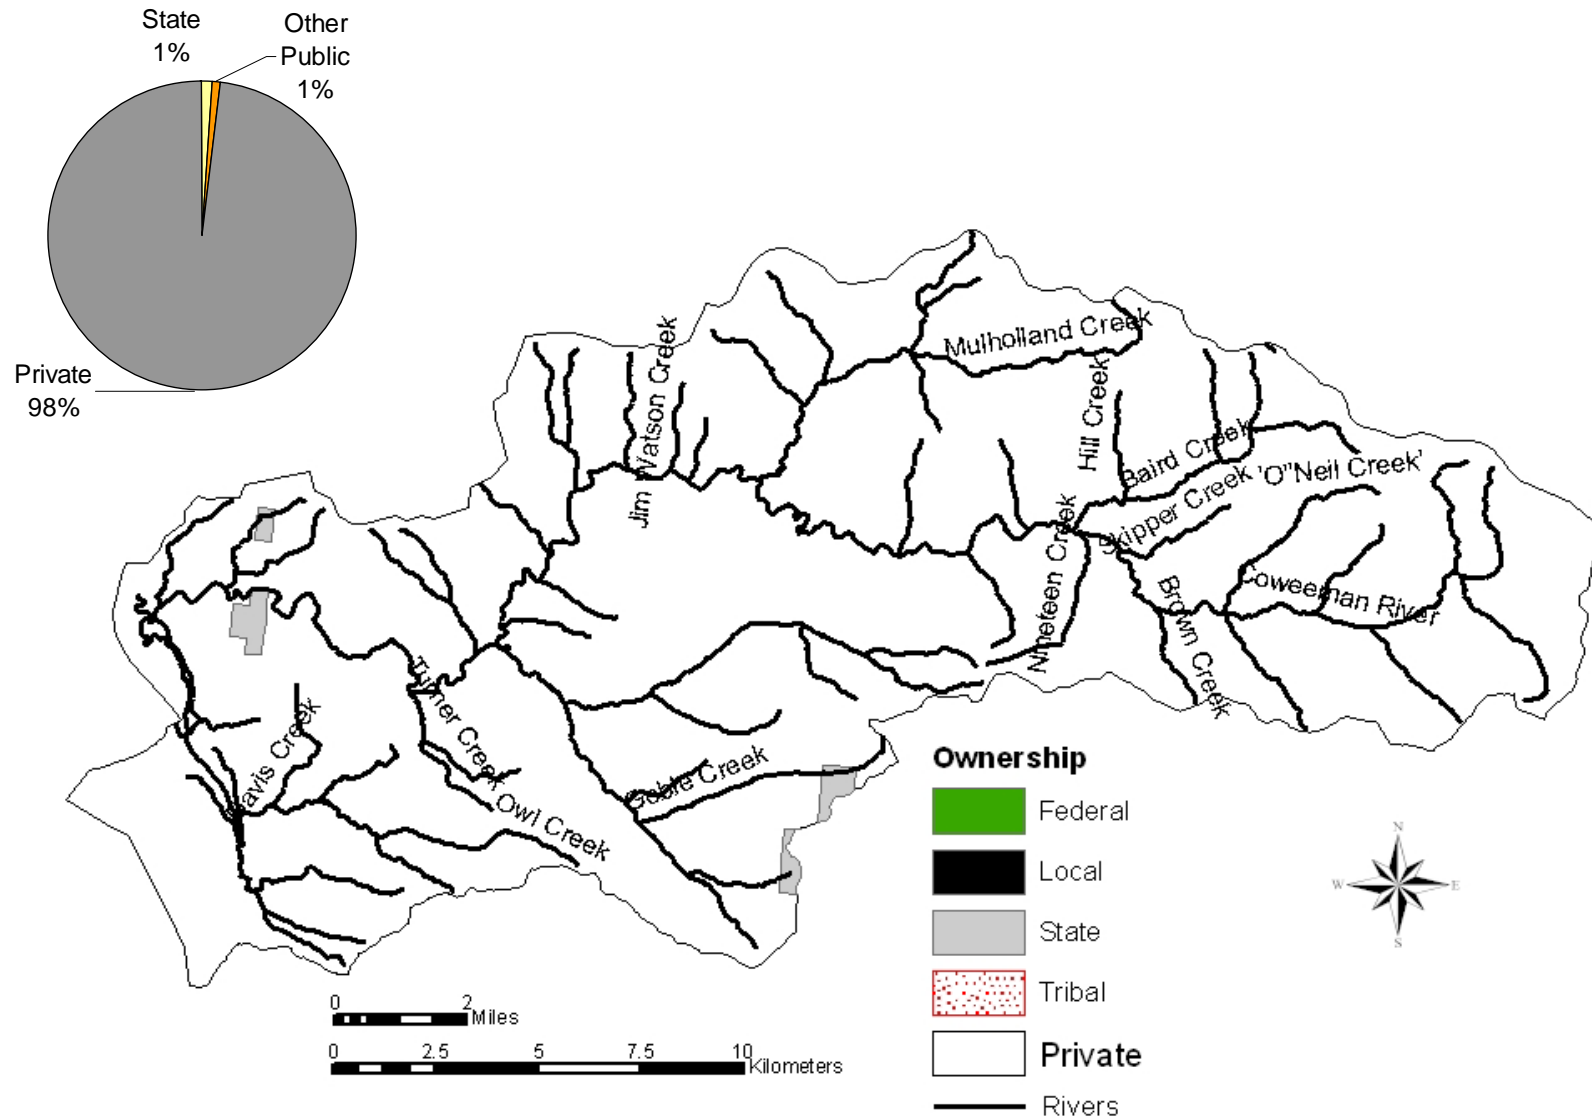 State
1%
Other
Public
1%
Private
98%
Mulholland Creek
Jim Watson Creek
Hill Creek
Baird Creek
'O"Neil Creek'
Skipper Creek
Nineteen Creek
Coweeman River
Brown Creek
Turner Creek
Davis Creek
Goble Creek
Owl Creek
Ownership
Federal
Local
State
Tribal
Private
Rivers
N
W
E
S
0 2
Miles
0 2.5 5 7.5 10
Kilometers